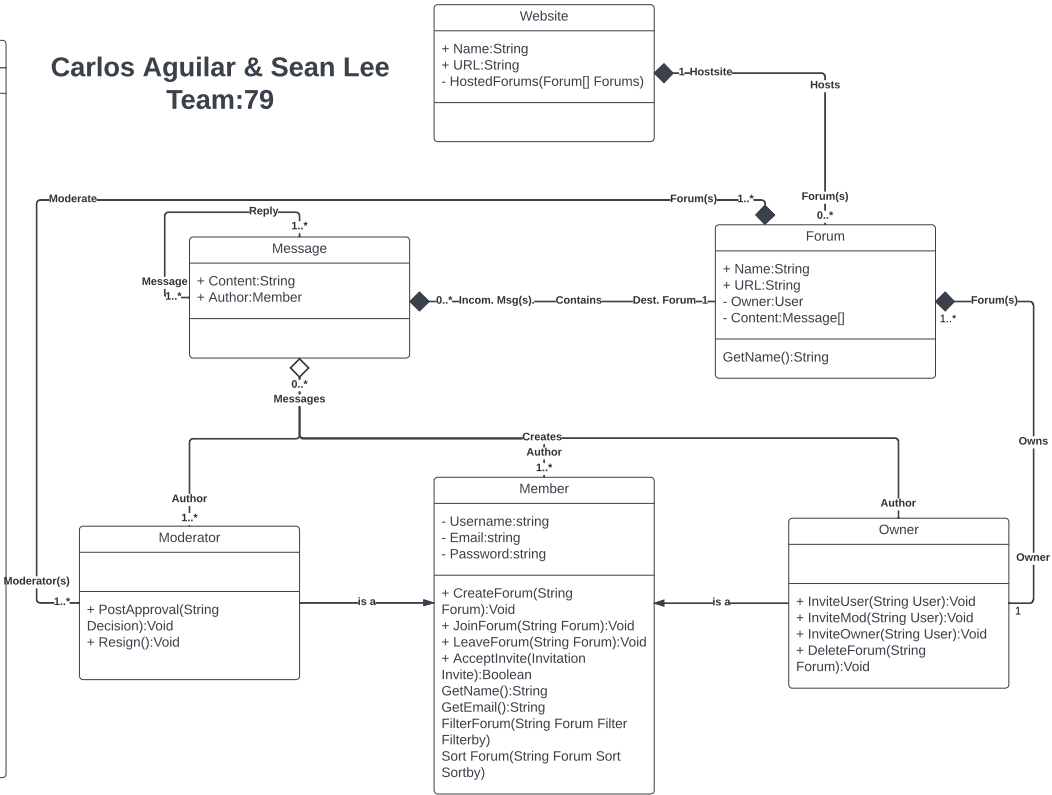 Carlos Aguilar & Sean Lee
Team:79
Website
+ Name:String
+ URL:String
- HostedForums(Forum[] Forums)
1
Hostsite
Hosts
Forum(s)
0..*
Moderate
Forum(s)
1..*
Reply
1..*
Message
1..*
Message
+ Content:String
+ Author:Member
0..*
Incom. Msg(s).
Contains
Dest. Forum
1
Forum
+ Name:String
+ URL:String
- Owner:User
- Content:Message[]
GetName():String
Forum(s)
1..*
0..*
Messages
Creates
Author
1..*
Author
1..*
Author
Owns
Owner
1
Moderator(s)
1..*
Moderator
+ PostApproval(String
Decision):Void
+ Resign():Void
is a
Member
- Username:string
- Email:string
- Password:string
+ CreateForum(String
Forum):Void
+ JoinForum(String Forum):Void
+ LeaveForum(String Forum):Void
+ AcceptInvite(Invitation
Invite):Boolean
GetName():String
GetEmail():String
FilterForum(String Forum Filter
Filterby)
Sort Forum(String Forum Sort
Sortby)
is a
Owner
+ InviteUser(String User):Void
+ InviteMod(String User):Void
+ InviteOwner(String User):Void
+ DeleteForum(String
Forum):Void